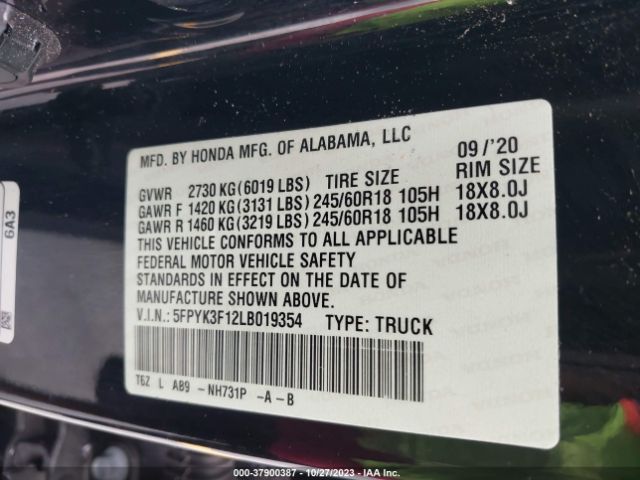 MFD. BY HONDA MFG. OF ALABAMA, LLC 09/'20
GVWR 2730 KG(6019 LBS) TIRE SIZE RIM SIZE
GAWR F 1420 KG(3131 LBS) 245/60R18 105H 18X8.0J
GAWR R 1460 KG(3219 LBS) 245/60R18 105H 18X8.0J
THIS VEHICLE CONFORMS TO ALL APPLICABLE
FEDERAL MOTOR VEHICLE SAFETY
STANDARDS IN EFFECT ON THE DATE OF
MANUFACTURE SHOWN ABOVE.
V.I.N.: 5FPYK3F12LB019354 TYPE: TRUCK
T6Z L AB9 -NH731P -A-B
6A3
000-37900387 | 10/27/2023 | IAA Inc.